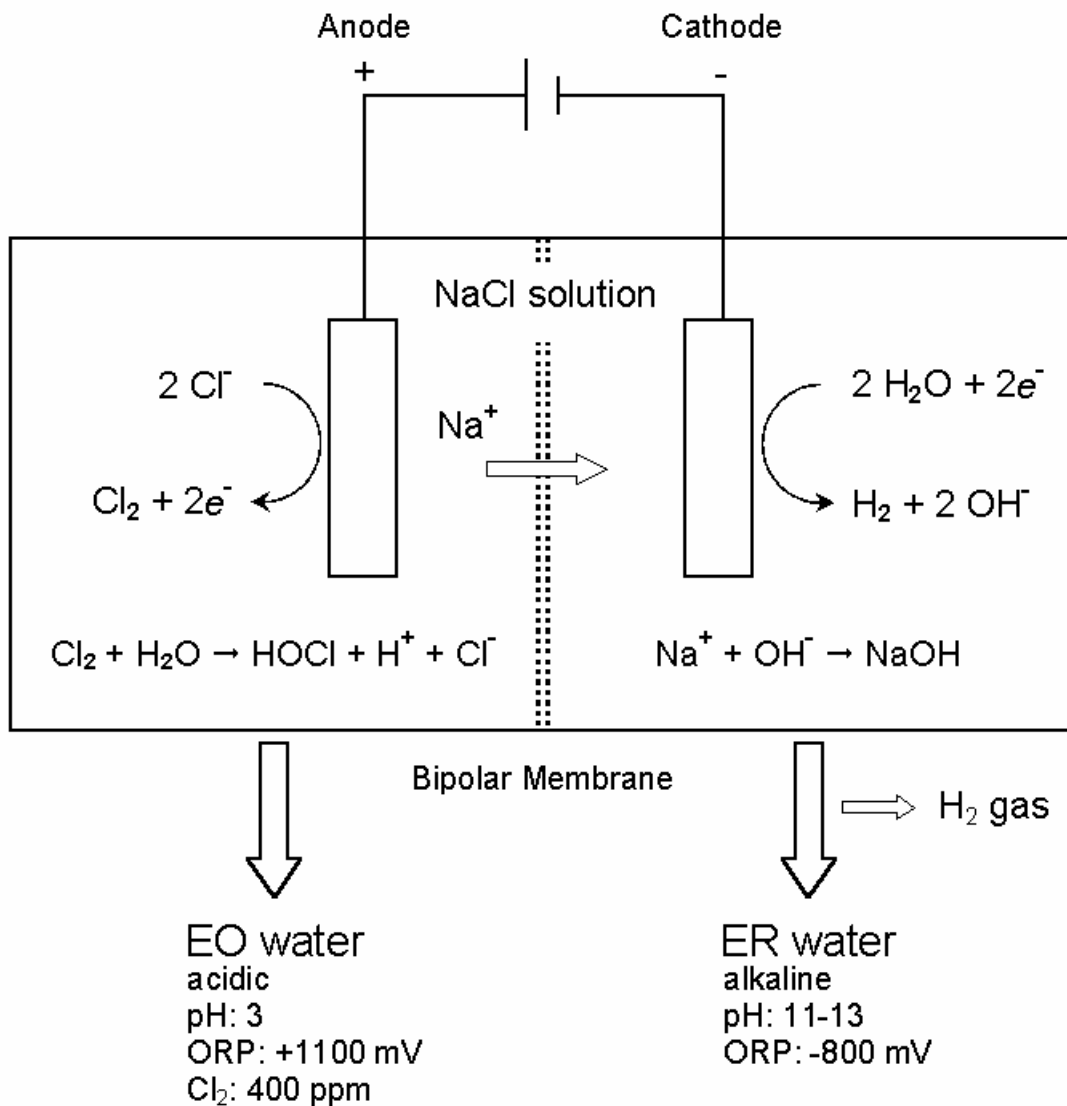 Anode
Cathode
+
-
NaCl solution
2 Cl⁻
Cl₂ + 2e⁻
Na⁺
2 H₂O + 2e⁻
H₂ + 2 OH⁻
Cl₂ + H₂O → HOCl + H⁺ + Cl⁻
Na⁺ + OH⁻ → NaOH
Bipolar Membrane
H₂ gas
EO water
acidic
pH: 3
ORP: +1100 mV
Cl₂: 400 ppm
ER water
alkaline
pH: 11-13
ORP: -800 mV